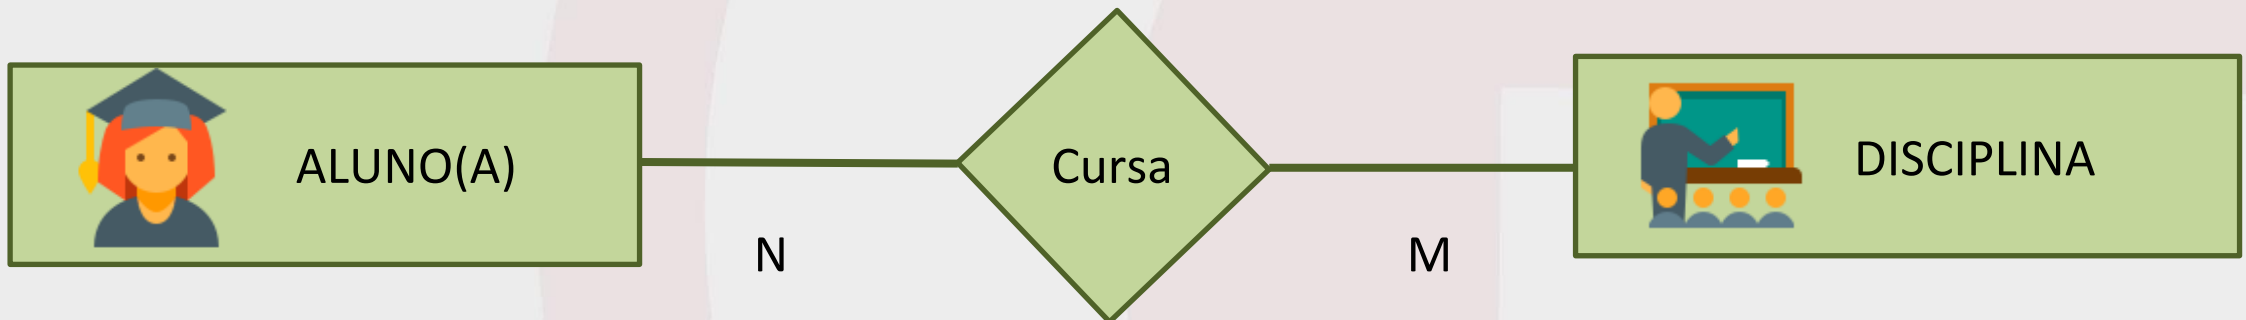 ALUNO(A)
Cursa
DISCIPLINA
N
M